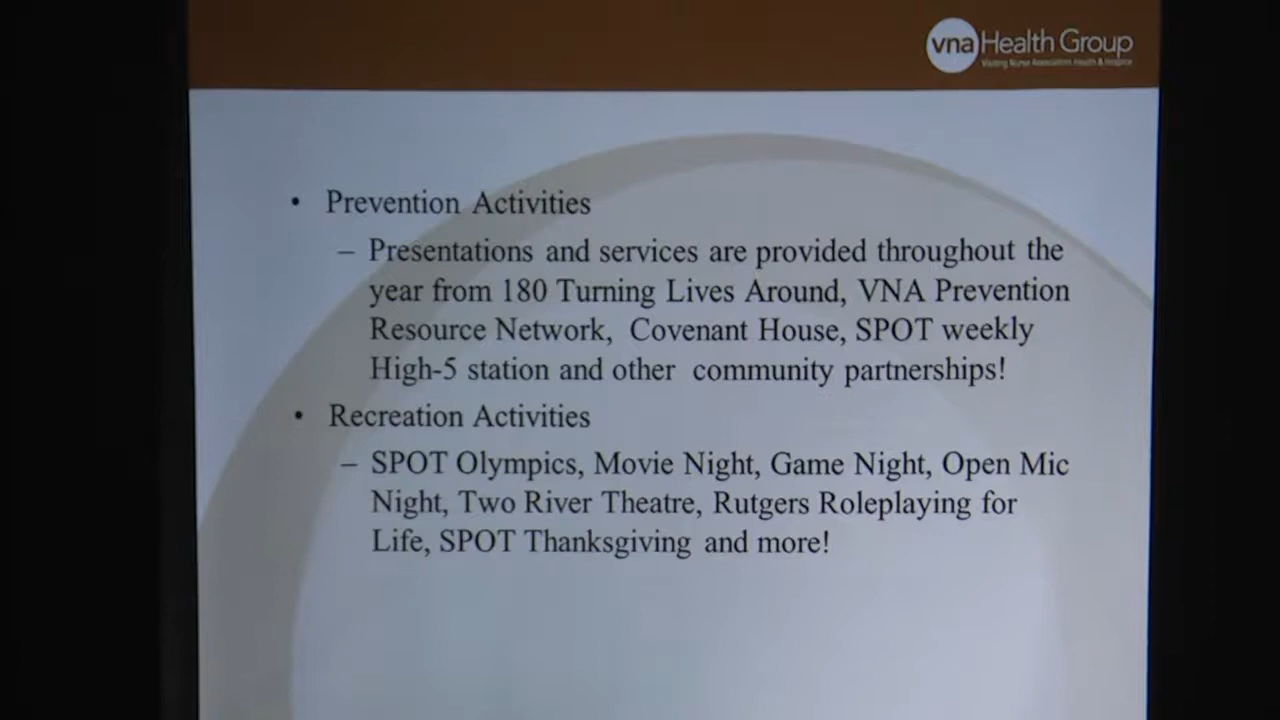 vna Health Group
Visiting Nurse Association Health & Hospice
• Prevention Activities
– Presentations and services are provided throughout the
year from 180 Turning Lives Around, VNA Prevention
Resource Network, Covenant House, SPOT weekly
High-5 station and other community partnerships!
• Recreation Activities
– SPOT Olympics, Movie Night, Game Night, Open Mic
Night, Two River Theatre, Rutgers Roleplaying for
Life, SPOT Thanksgiving and more!